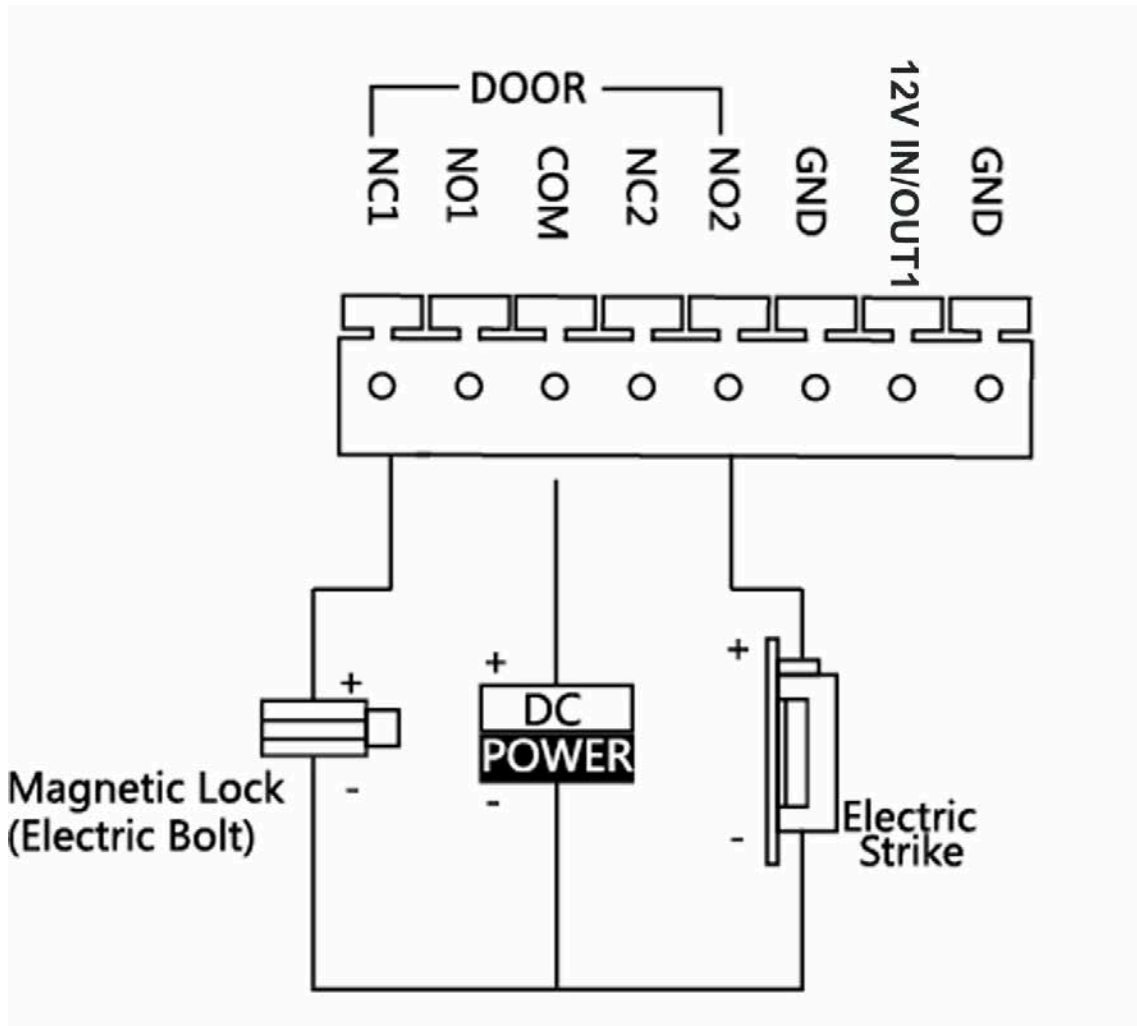 DOOR
NC1
NO1
COM
NC2
NO2
GND
12V IN/OUT1
GND
+
-
Magnetic Lock
(Electric Bolt)
+
DC
POWER
-
+
-
Electric
Strike